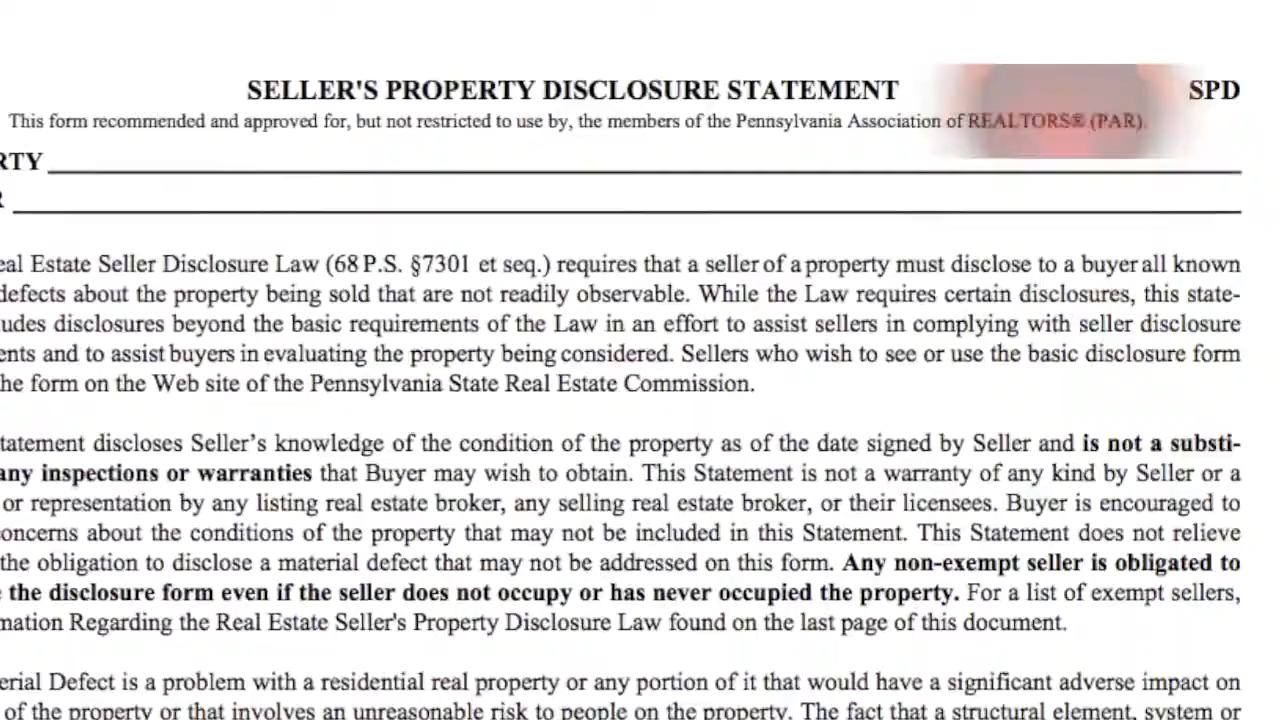 SELLER'S PROPERTY DISCLOSURE STATEMENT SPD
This form recommended and approved for, but not restricted to use by, the members of the Pennsylvania Association of REALTORS® (PAR).
RTY
R
eal Estate Seller Disclosure Law (68 P.S. §7301 et seq.) requires that a seller of a property must disclose to a buyer all known
defects about the property being sold that are not readily observable. While the Law requires certain disclosures, this state-
udes disclosures beyond the basic requirements of the Law in an effort to assist sellers in complying with seller disclosure
ents and to assist buyers in evaluating the property being considered. Sellers who wish to see or use the basic disclosure form
he form on the Web site of the Pennsylvania State Real Estate Commission.
tatement discloses Seller’s knowledge of the condition of the property as of the date signed by Seller and is not a substi-
any inspections or warranties that Buyer may wish to obtain. This Statement is not a warranty of any kind by Seller or a
or representation by any listing real estate broker, any selling real estate broker, or their licensees. Buyer is encouraged to
oncerns about the conditions of the property that may not be included in this Statement. This Statement does not relieve
the obligation to disclose a material defect that may not be addressed on this form. Any non-exempt seller is obligated to
the disclosure form even if the seller does not occupy or has never occupied the property. For a list of exempt sellers,
mation Regarding the Real Estate Seller's Property Disclosure Law found on the last page of this document.
erial Defect is a problem with a residential real property or any portion of it that would have a significant adverse impact on
of the property or that involves an unreasonable risk to people on the property. The fact that a structural element, system or